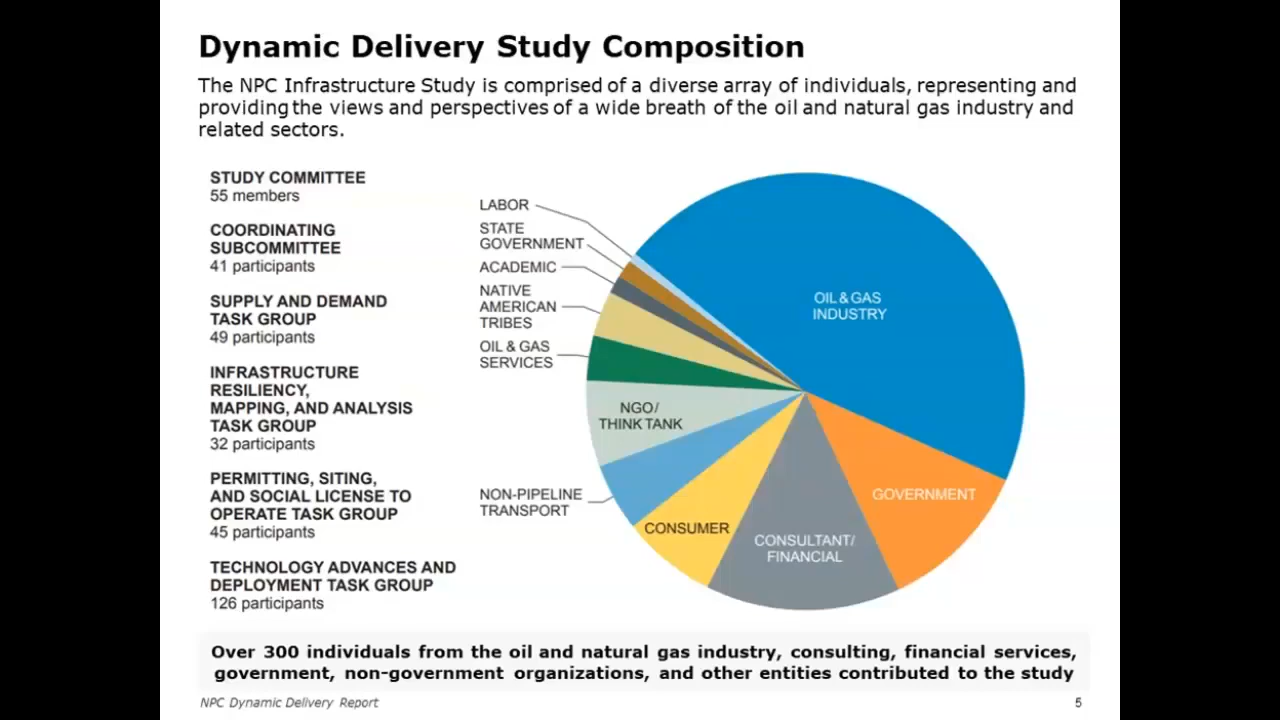 Dynamic Delivery Study Composition
The NPC Infrastructure Study is comprised of a diverse array of individuals, representing and
providing the views and perspectives of a wide breath of the oil and natural gas industry and
related sectors.
STUDY COMMITTEE
55 members
COORDINATING
SUBCOMMITTEE
41 participants
SUPPLY AND DEMAND
TASK GROUP
49 participants
INFRASTRUCTURE
RESILIENCY,
MAPPING, AND ANALYSIS
TASK GROUP
32 participants
PERMITTING, SITING,
AND SOCIAL LICENSE TO
OPERATE TASK GROUP
45 participants
TECHNOLOGY ADVANCES AND
DEPLOYMENT TASK GROUP
126 participants
LABOR
STATE
GOVERNMENT
ACADEMIC
NATIVE
AMERICAN
TRIBES
OIL & GAS
SERVICES
NGO/
THINK TANK
NON-PIPELINE
TRANSPORT
CONSUMER
CONSULTANT/
FINANCIAL
GOVERNMENT
OIL & GAS
INDUSTRY
Over 300 individuals from the oil and natural gas industry, consulting, financial services,
government, non-government organizations, and other entities contributed to the study
NPC Dynamic Delivery Report
5